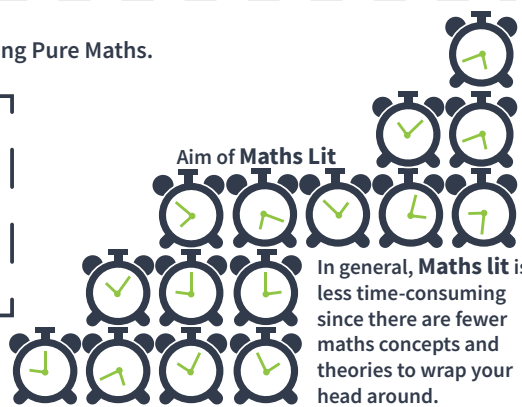 ng Pure Maths.
Aim of Maths Lit
In general, Maths lit is
less time-consuming
since there are fewer
maths concepts and
theories to wrap your
head around.